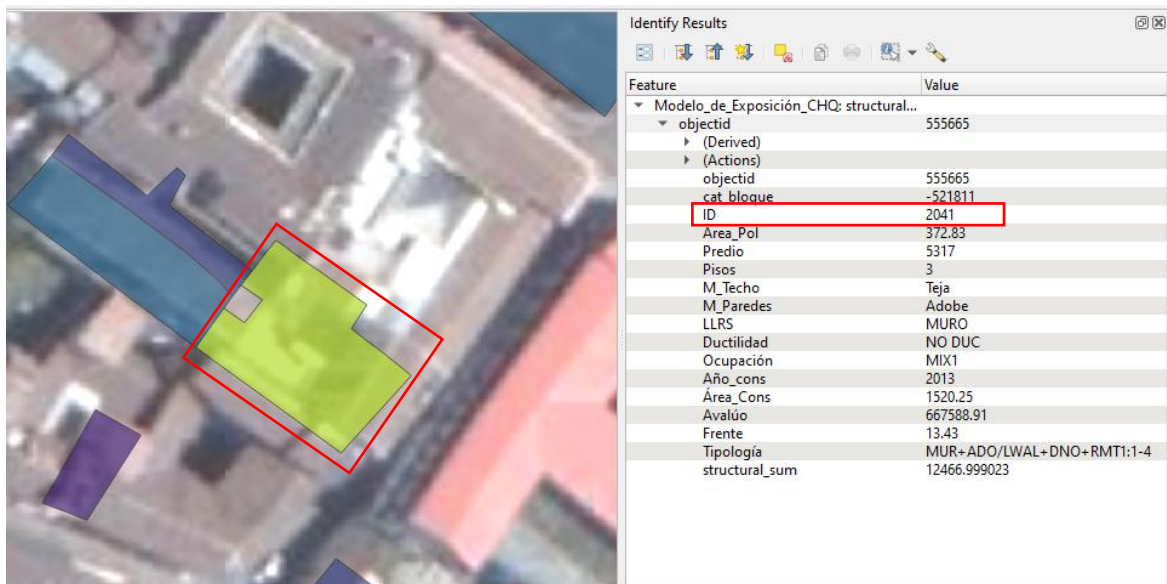 Identify Results
Feature Value
Modelo_de_Exposición_CHQ: structural...
objectid 555665
(Derived)
(Actions)
objectid 555665
cat_bloque -521811
ID 2041
Area_Pol 372.83
Predio 5317
Pisos 3
M_Techo Teja
M_Paredes Adobe
LLRS MURO
Ductilidad NO DUC
Ocupación MIX1
Año_cons 2013
Área_Cons 1520.25
Avalúo 667588.91
Frente 13.43
Tipología MUR+ADO/LWAL+DNO+RMT1:1-4
structural_sum 12466.999023